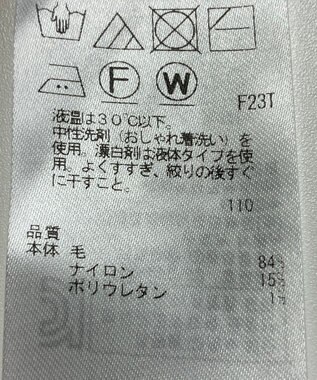 F W
F23T
液温は30℃以下。
中性洗剤(おしゃれ着洗い)を
使用。漂白剤は液体タイプを使
用。よくすすぎ、絞りの後すぐ
に干すこと。
110
品質
本体 毛 84%
ナイロン 15%
ポリウレタン 1%